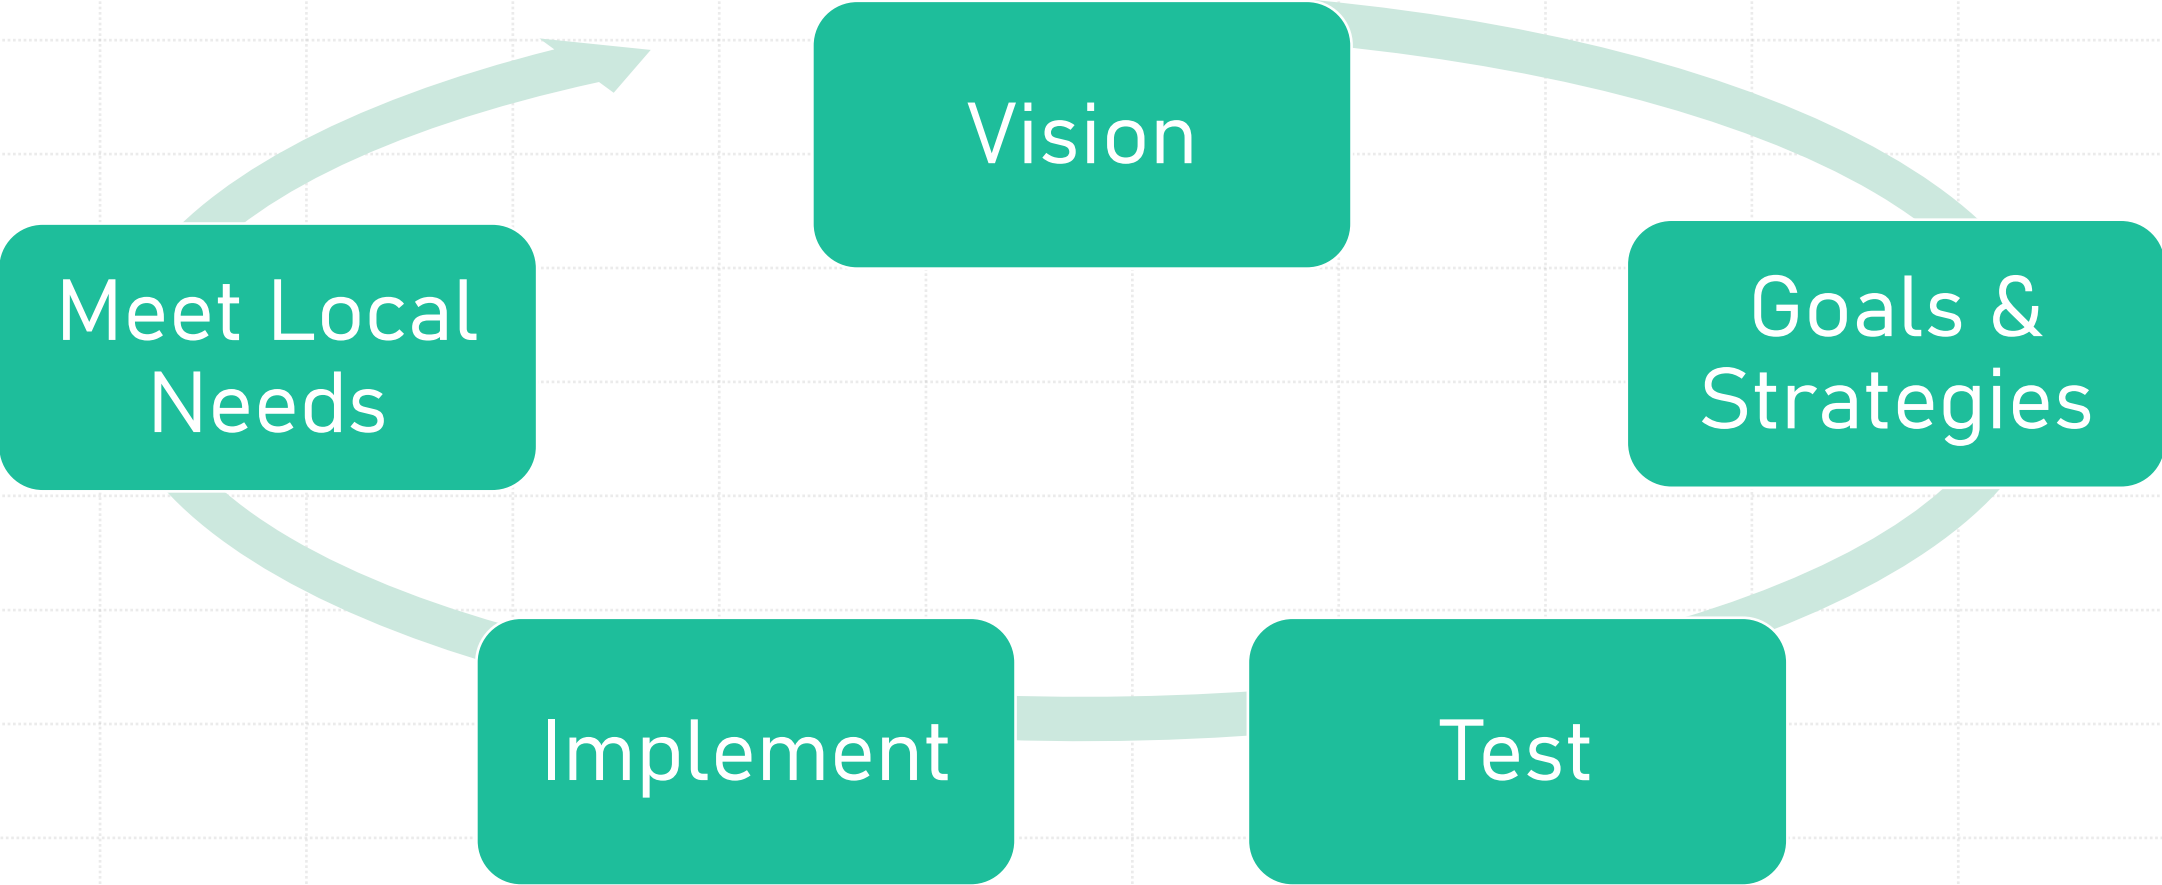 Vision
Goals &
Strategies
Test
Implement
Meet Local
Needs